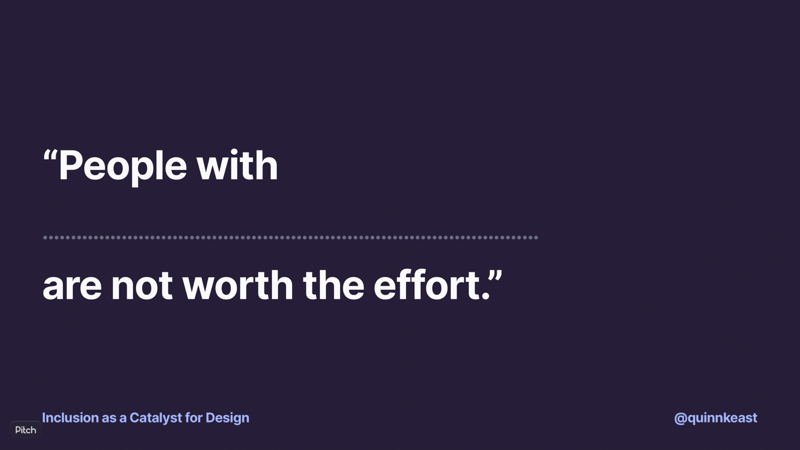 “People with
are not worth the effort.”
Inclusion as a Catalyst for Design
@quinnkeast
Pitch